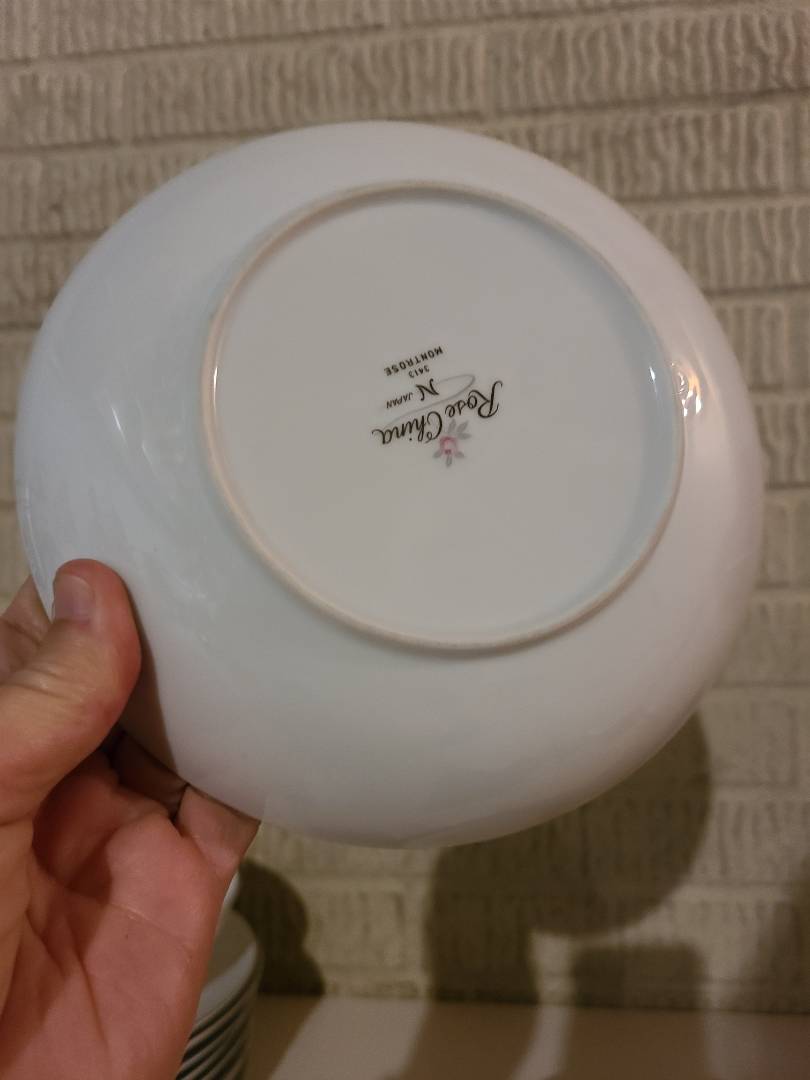 Rose China
N JAPAN
3413
MONTROSE